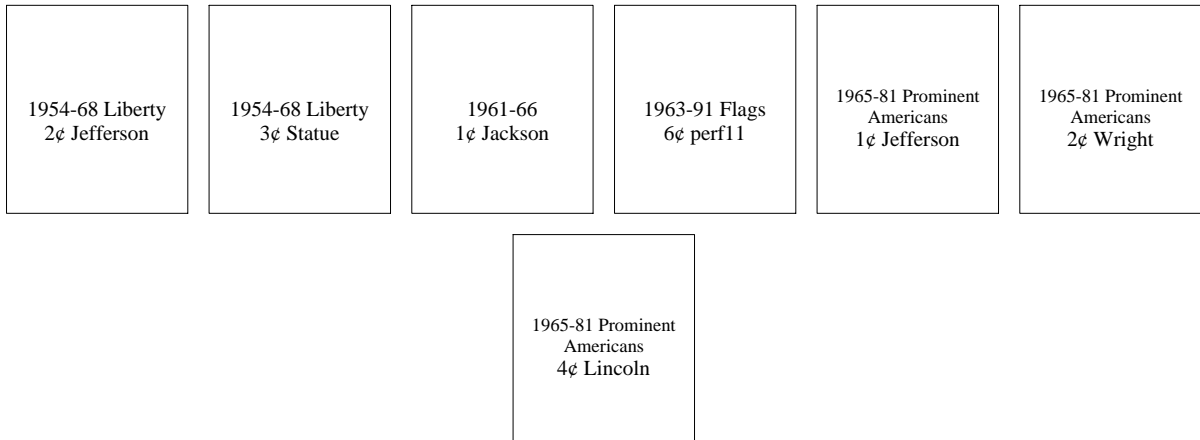 1954-68 Liberty
2¢ Jefferson
1954-68 Liberty
3¢ Statue
1961-66
1¢ Jackson
1963-91 Flags
6¢ perf11
1965-81 Prominent
Americans
1¢ Jefferson
1965-81 Prominent
Americans
2¢ Wright
1965-81 Prominent
Americans
4¢ Lincoln